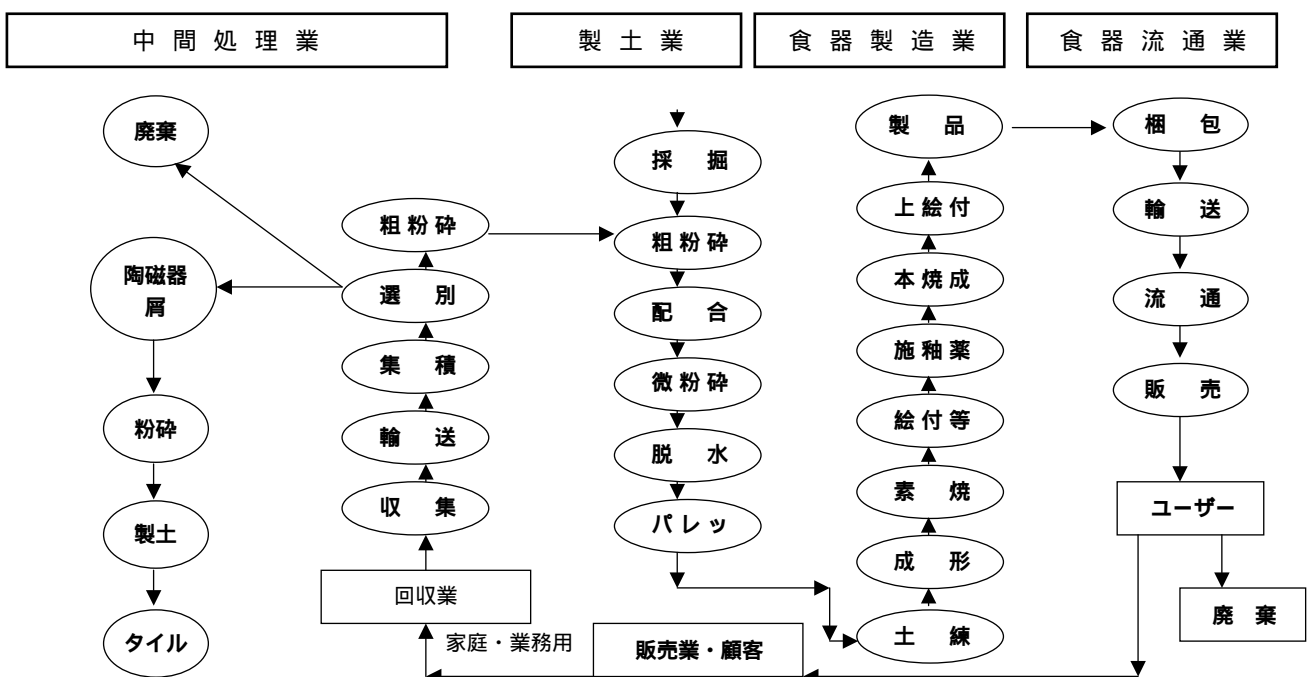 中間処理業
製土業
食器製造業
食器流通業
廃棄
陶磁器
屑
粉砕
製土
タイル
粗粉砕
選別
集積
輸送
収集
回収業
家庭・業務用
採掘
粗粉砕
配合
微粉砕
脱水
パレッ
製品
上絵付
本焼成
施釉薬
絵付等
素焼
成形
土練
販売業・顧客
梱包
輸送
流通
販売
ユーザー
廃棄